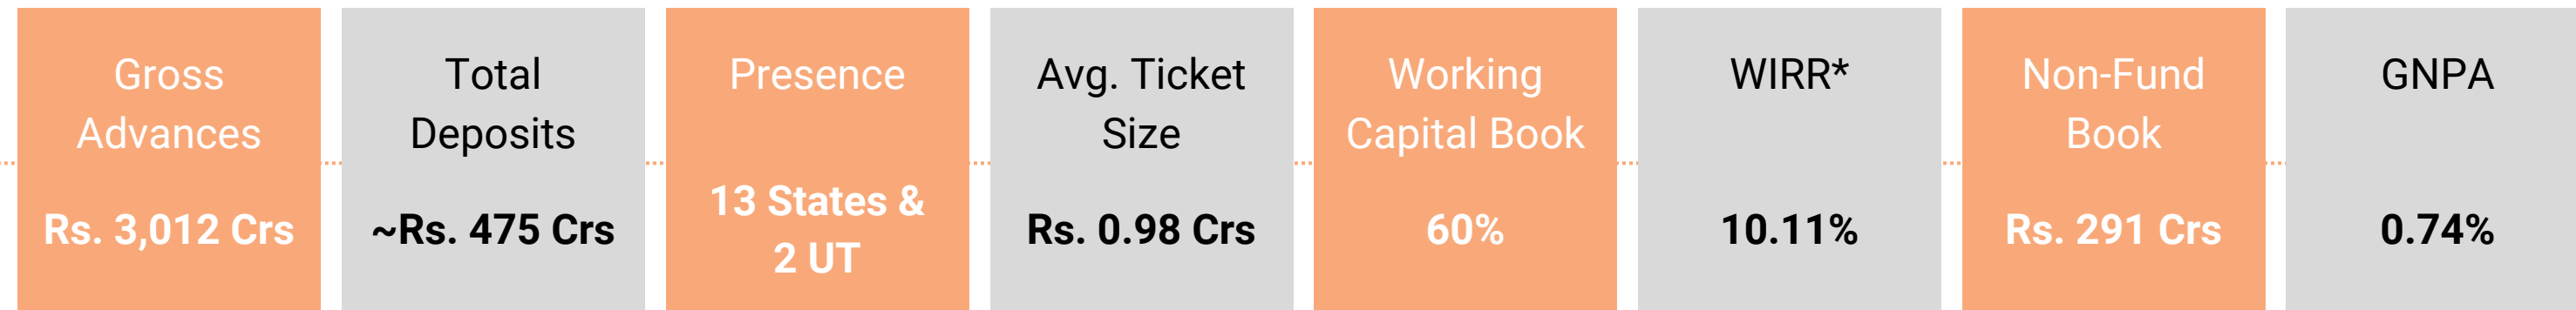 Gross
Advances
Rs. 3,012 Crs
Total
Deposits
~Rs. 475 Crs
Presence
13 States &
2 UT
Avg. Ticket
Size
Rs. 0.98 Crs
Working
Capital Book
60%
WIRR*
10.11%
Non-Fund
Book
Rs. 291 Crs
GNPA
0.74%